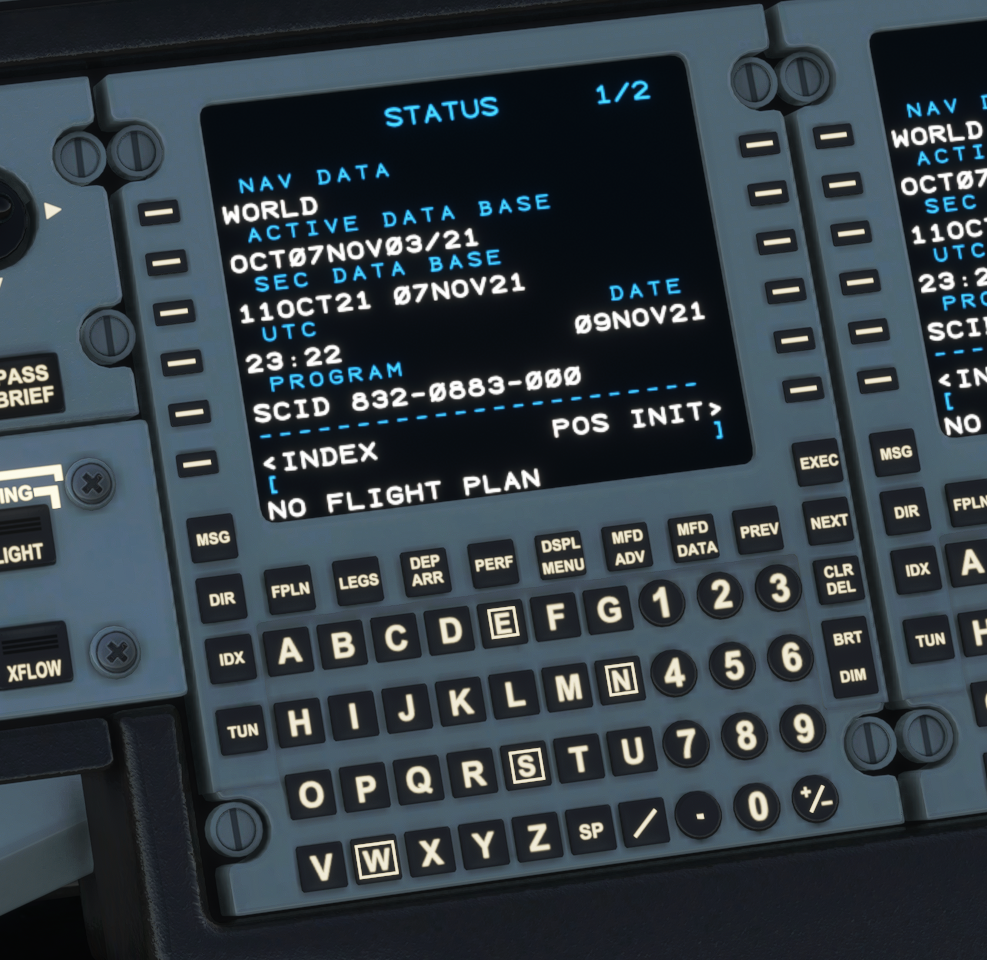 STATUS 1/2
NAV DATA
WORLD
ACTIVE DATA BASE
OCT07NOV03/21
SEC DATA BASE
11OCT21 07NOV21
UTC DATE
23:22 09NOV21
PROGRAM
SCID 832-0883-000
--------------------
<INDEX POS INIT>
[ ]
NO FLIGHT PLAN
EXEC
MSG
DIR FPLN LEGS DEP ARR PERF DSPL MENU MFD ADV MFD DATA PREV NEXT
IDX A B C D E F G 1 2 3 CLR DEL
TUN H I J K L M N 4 5 6 BRT DIM
O P Q R S T U 7 8 9
V W X Y Z SP / . 0 +/-
PASS
BRIEF
XFLOW
NAV D
WORLD
ACTI
OCT07
SEC
11OCT
UTC
23:2
PRO
SCID
-----
<IN
[
NO
MSG
DIR FPLN
IDX A
TUN H